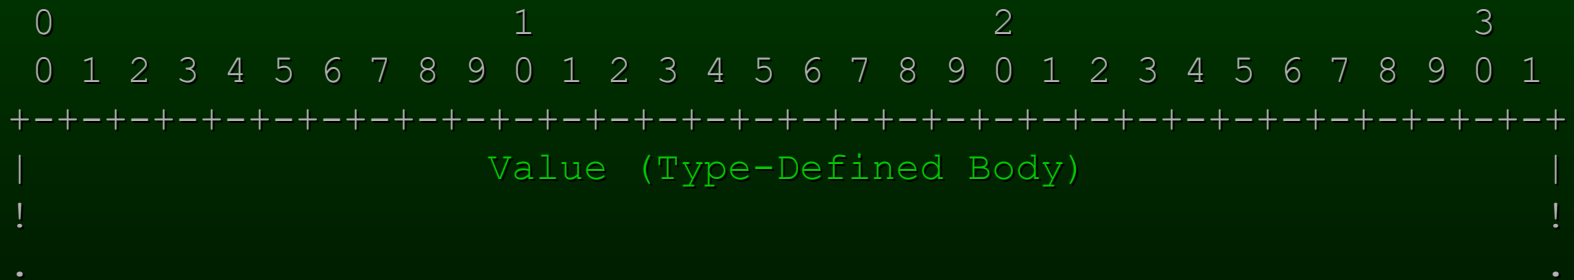 0                   1                   2                   3
 0 1 2 3 4 5 6 7 8 9 0 1 2 3 4 5 6 7 8 9 0 1 2 3 4 5 6 7 8 9 0 1
+-+-+-+-+-+-+-+-+-+-+-+-+-+-+-+-+-+-+-+-+-+-+-+-+-+-+-+-+-+-+-+-+
|                   Value (Type-Defined Body)                   |
!                                                               !
.                                                               .